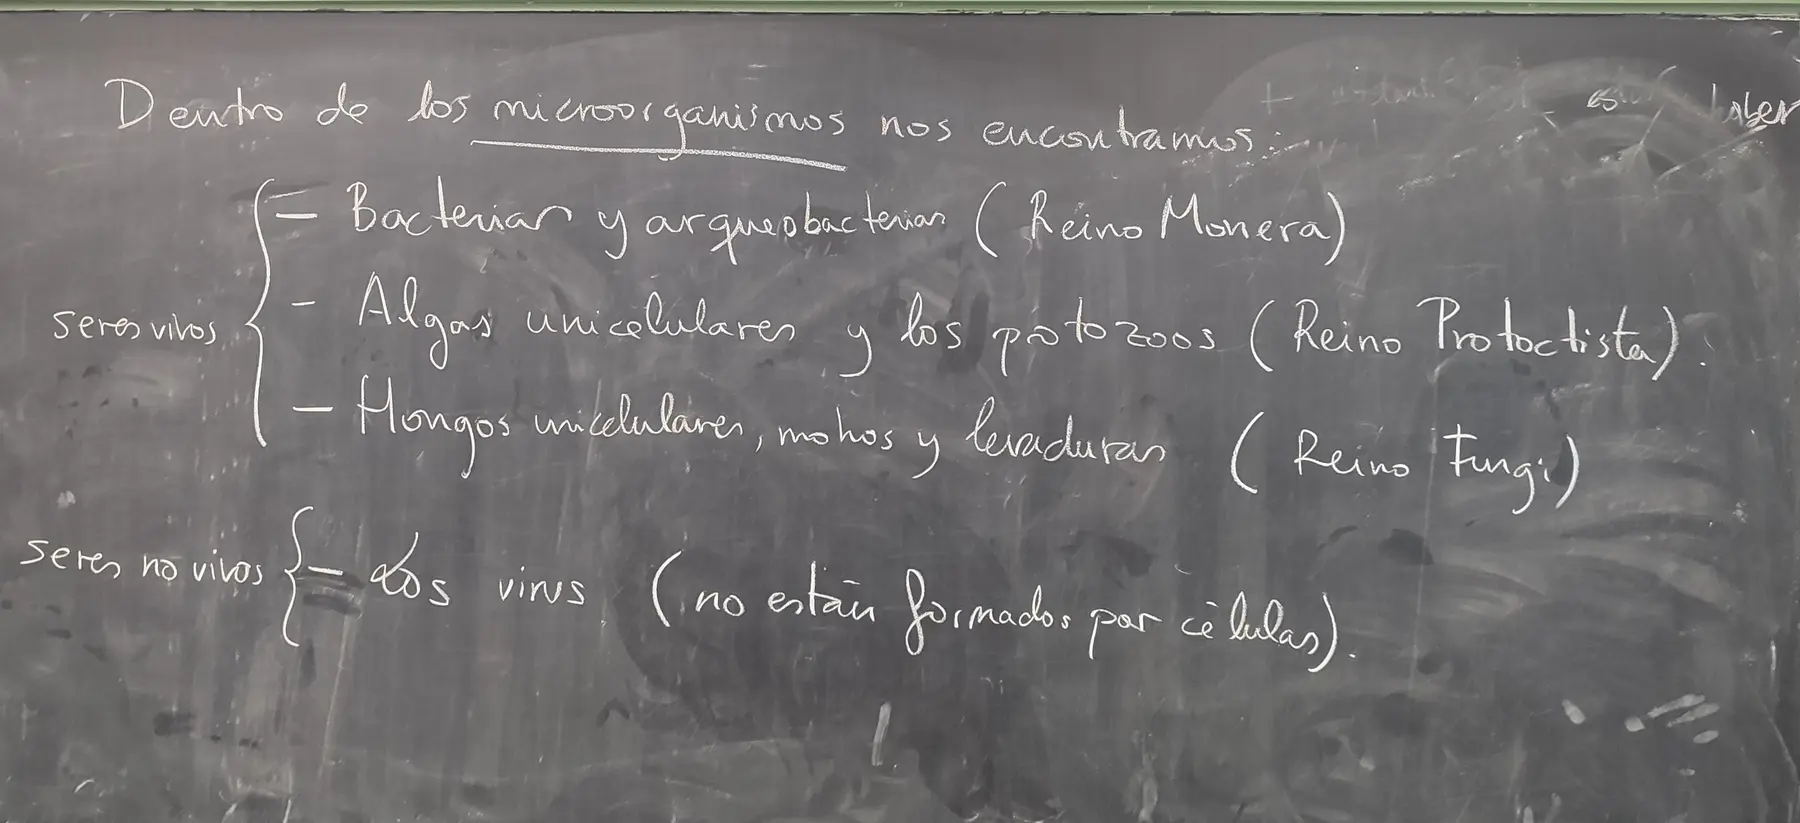 Dentro de los microorganismos nos encontramos:
seres vivos
- Bacterias y arqueobacterias (Reino Monera)
- Algas unicelulares y los protozoos (Reino Protoctista).
- Hongos unicelulares, mohos y levaduras (Reino Fungi)
seres no vivos
- Los virus (no están formados por células).